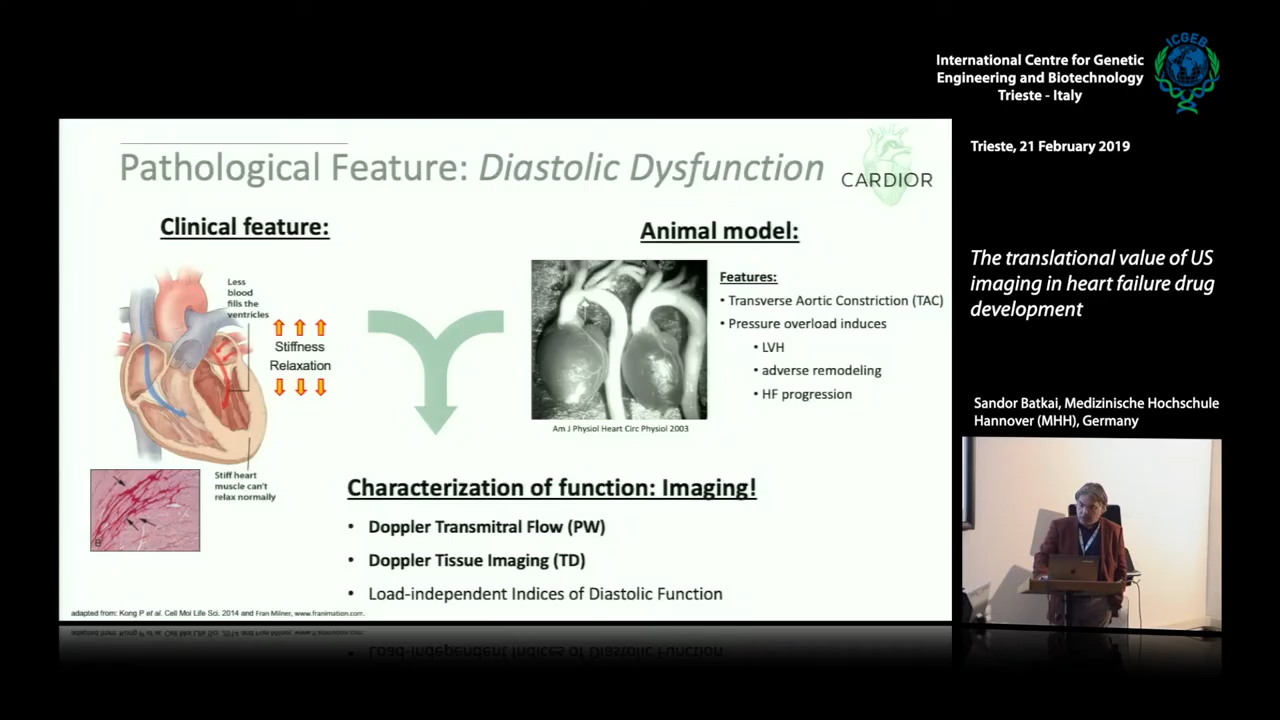 International Centre for Genetic
Engineering and Biotechnology
Trieste - Italy
ICGEB
Trieste, 21 February 2019
The translational value of US
imaging in heart failure drug
development
Sandor Batkai, Medizinische Hochschule
Hannover (MHH), Germany
Pathological Feature: Diastolic Dysfunction
CARDIOR
Clinical feature:
Less
blood
fills the
ventricles
Stiffness
Relaxation
Stiff heart
muscle can't
relax normally
B
Animal model:
Features:
• Transverse Aortic Constriction (TAC)
• Pressure overload induces
• LVH
• adverse remodeling
• HF progression
Am J Physiol Heart Circ Physiol 2003
Characterization of function: Imaging!
• Doppler Transmitral Flow (PW)
• Doppler Tissue Imaging (TD)
• Load-independent Indices of Diastolic Function
adapted from: Kong P et al. Cell Mol Life Sci. 2014 and Fran Milner, www.franimation.com.